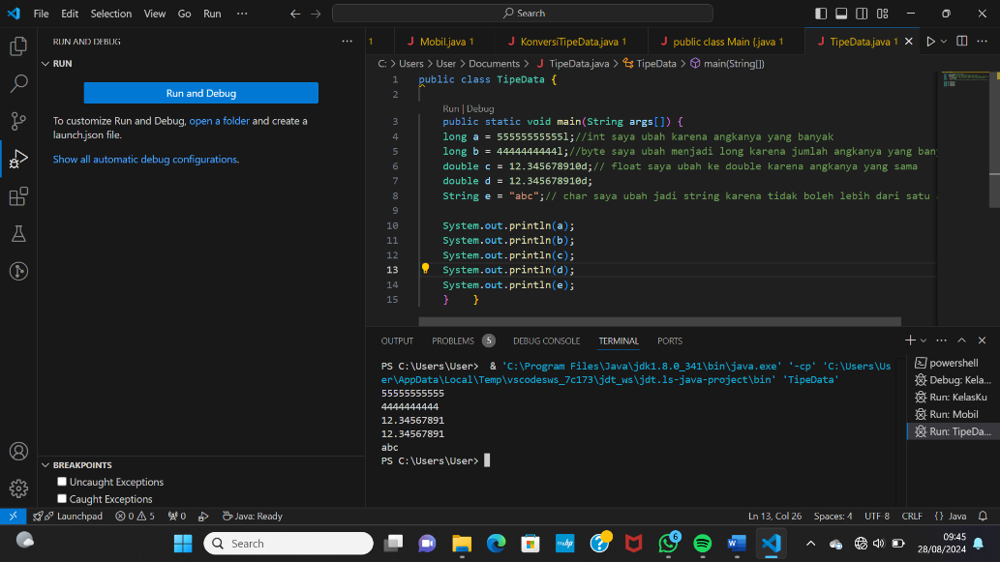 File Edit Selection View Go Run ··· Search
RUN AND DEBUG ···
1 Mobil.java 1 KonversiTipeData.java 1 public class Main {.java 1 TipeData.java 1
RUN
Run and Debug
To customize Run and Debug, open a folder and create a
launch.json file.
Show all automatic debug configurations.
C: > Users > User > Documents > TipeData.java > TipeData > main(String[])
1 public class TipeData {
2
Run | Debug
3 public static void main(String args[]) {
4 long a = 55555555555l;//int saya ubah karena angkanya yang banyak
5 long b = 4444444444l;//byte saya ubah menjadi long karena jumlah angkanya yang
6 double c = 12.345678910d;// float saya ubah ke double karena angkanya yang sama
7 double d = 12.345678910d;
8 String e = "abc";// char saya ubah jadi string karena tidak boleh lebih dari satu
9
10 System.out.println(a);
11 System.out.println(b);
12 System.out.println(c);
13 System.out.println(d);
14 System.out.println(e);
15 } }
OUTPUT PROBLEMS 5 DEBUG CONSOLE TERMINAL PORTS
PS C:\Users\User> & 'C:\Program Files\Java\jdk1.8.0_341\bin\java.exe' '-cp' 'C:\Users\Us
er\AppData\Local\Temp\vscodesws_7c173\jdt_ws\jdt.ls-java-project\bin' 'TipeData'
55555555555
4444444444
12.34567891
12.34567891
abc
PS C:\Users\User>
powershell
Debug: Kela...
Run: KelasKu
Run: Mobil
Run: TipeDa...
BREAKPOINTS
Uncaught Exceptions
Caught Exceptions
Launchpad 0 5 0 Java: Ready Ln 13, Col 26 Spaces: 4 UTF-8 CRLF {} Java
Search 6 09:45
28/08/2024